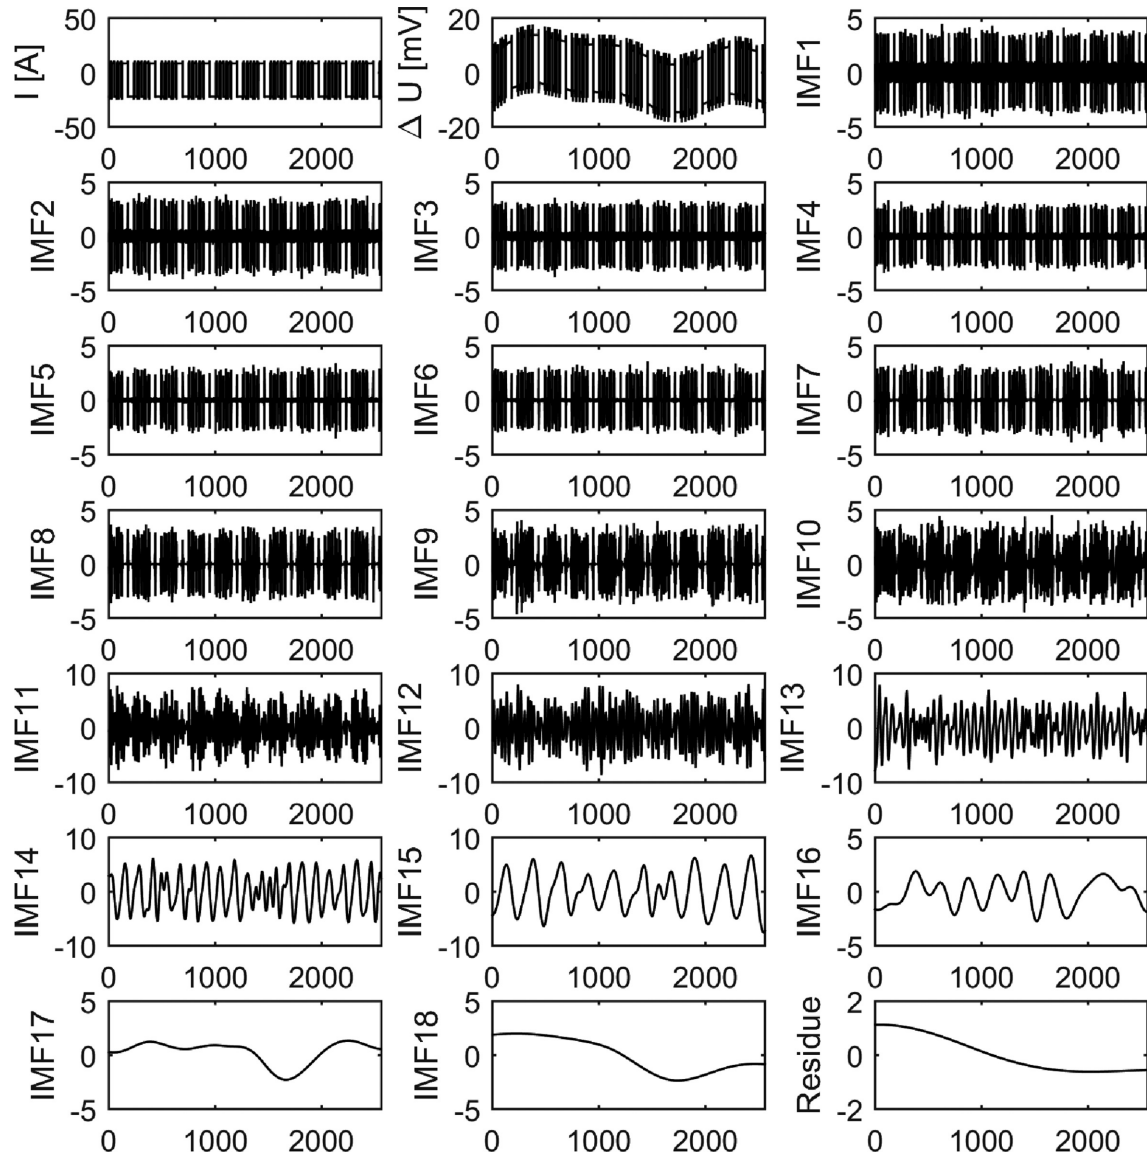 50 20 5
I [A] 0 Δ U [mV] 0 IMF1 0
-50 -20 -5
0 1000 2000 0 1000 2000 0 1000 2000
5 5 5
IMF2 0 IMF3 0 IMF4 0
-5 -5 -5
0 1000 2000 0 1000 2000 0 1000 2000
5 5 5
IMF5 0 IMF6 0 IMF7 0
-5 -5 -5
0 1000 2000 0 1000 2000 0 1000 2000
5 5 5
IMF8 0 IMF9 0 IMF10 0
-5 -5 -5
0 1000 2000 0 1000 2000 0 1000 2000
10 10 10
IMF11 0 IMF12 0 IMF13 0
-10 -10 -10
0 1000 2000 0 1000 2000 0 1000 2000
10 10 5
IMF14 0 IMF15 0 IMF16 0
-10 -10 -5
0 1000 2000 0 1000 2000 0 1000 2000
5 5 2
IMF17 0 IMF18 0 Residue 0
-5 -5 -2
0 1000 2000 0 1000 2000 0 1000 2000